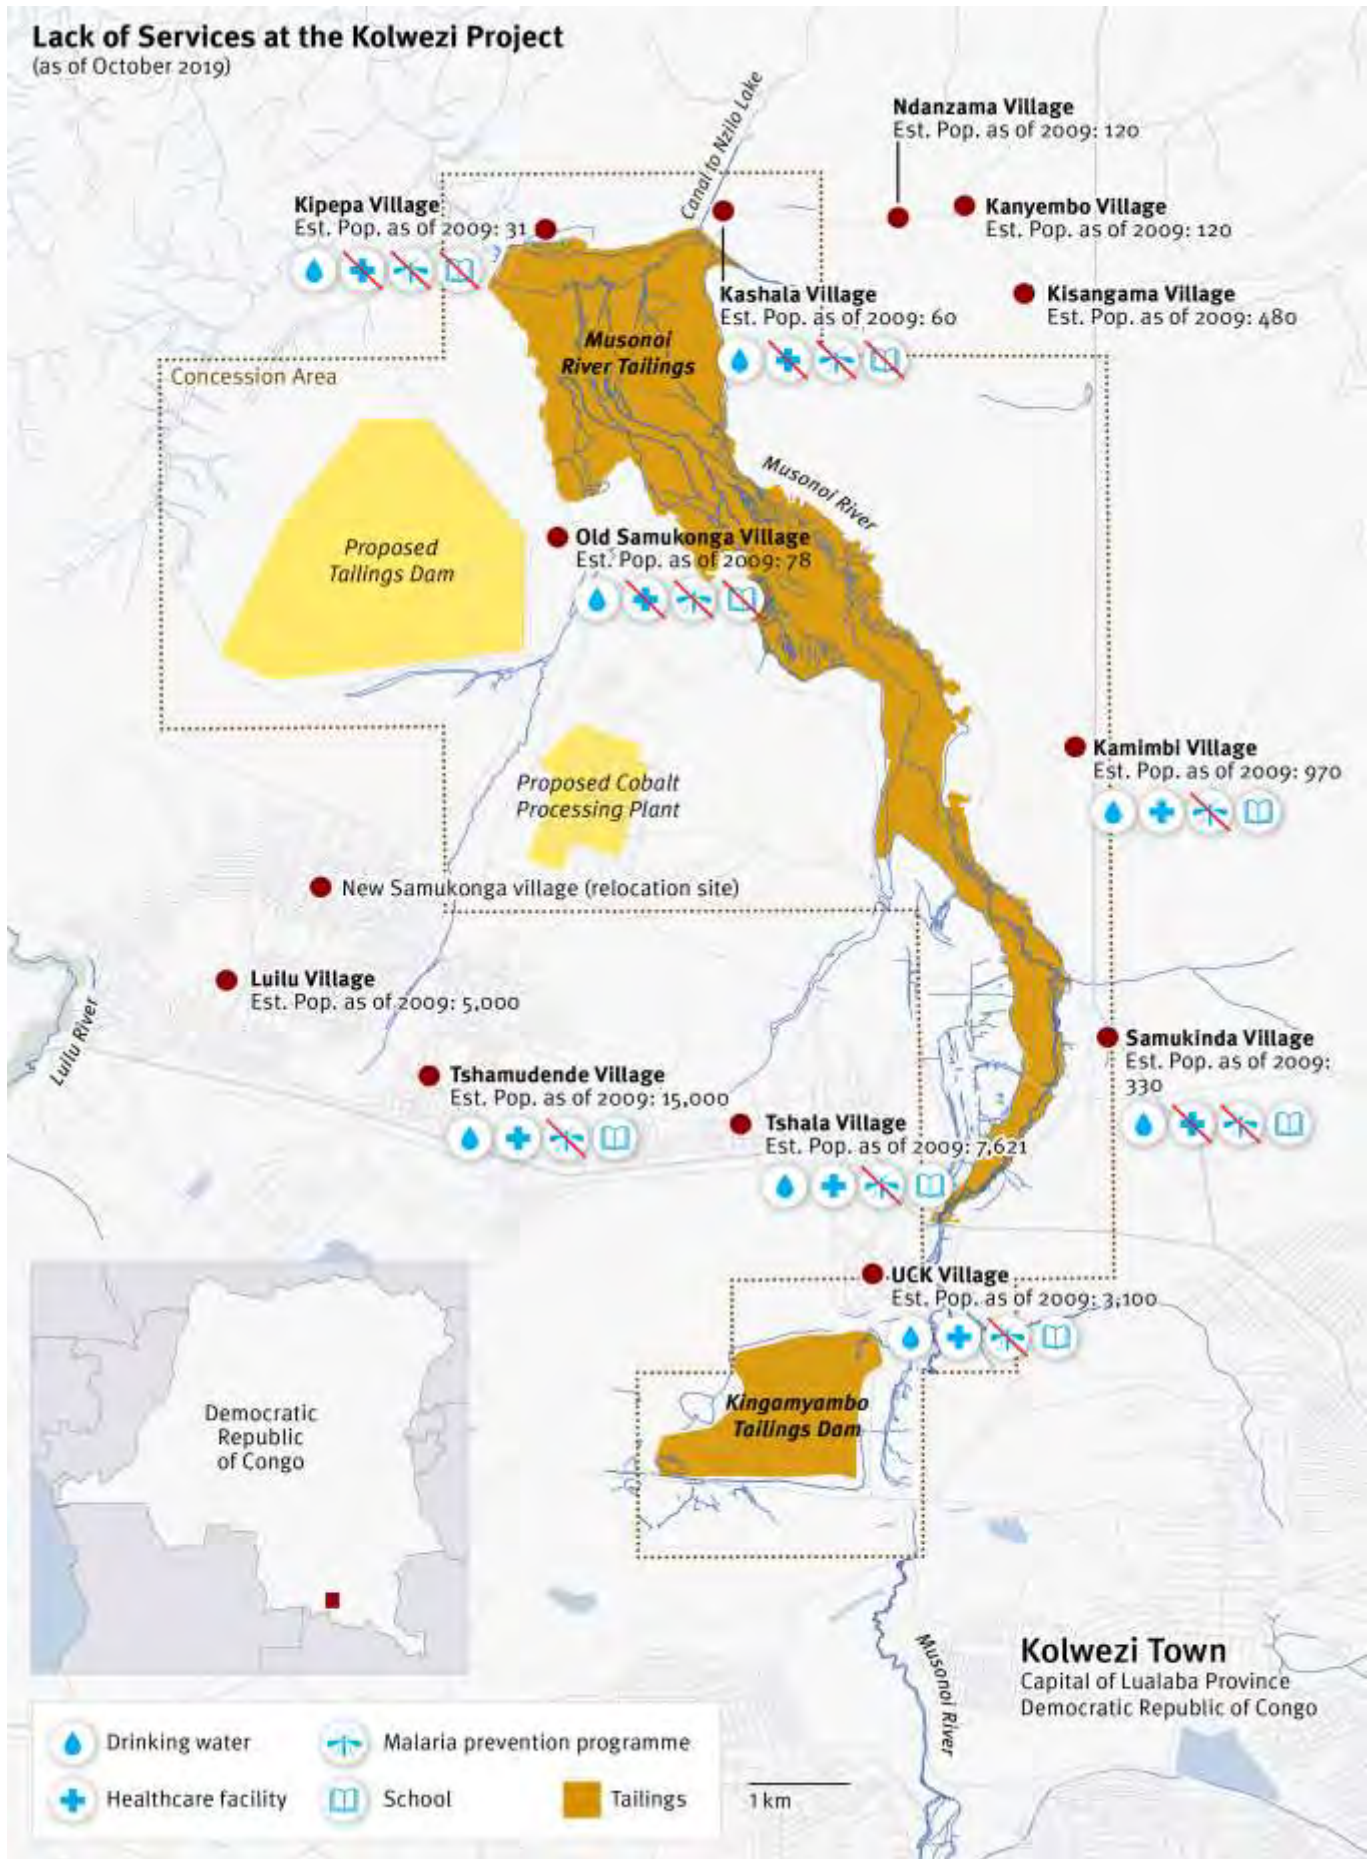 Lack of Services at the Kolwezi Project
(as of October 2019)
Canal to Nzilo Lake
Ndanzama Village
Est. Pop. as of 2009: 120
Kipepa Village
Est. Pop. as of 2009: 31
Kanyembo Village
Est. Pop. as of 2009: 120
Kashala Village
Est. Pop. as of 2009: 60
Kisangama Village
Est. Pop. as of 2009: 480
Musonoi
River Tailings
Concession Area
Musonoi River
Proposed
Tailings Dam
Old Samukonga Village
Est. Pop. as of 2009: 78
Kamimbi Village
Est. Pop. as of 2009: 970
Proposed Cobalt
Processing Plant
New Samukonga village (relocation site)
Luilu Village
Est. Pop. as of 2009: 5,000
Luilu River
Samukinda Village
Est. Pop. as of 2009:
330
Tshamudende Village
Est. Pop. as of 2009: 15,000
Tshala Village
Est. Pop. as of 2009: 7,621
UCK Village
Est. Pop. as of 2009: 3,100
Kingamyambo
Tailings Dam
Democratic
Republic
of Congo
Musonoi River
Kolwezi Town
Capital of Lualaba Province
Democratic Republic of Congo
Drinking water
Malaria prevention programme
Healthcare facility
School
Tailings
1 km